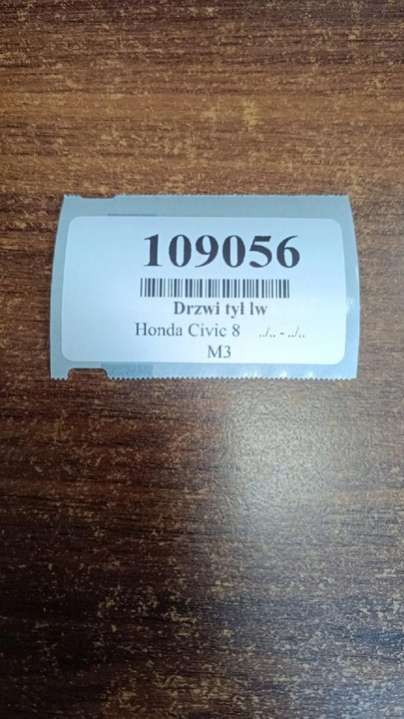 109056
Drzwi tył lw
Honda Civic 8 ../.. - ../..
M3